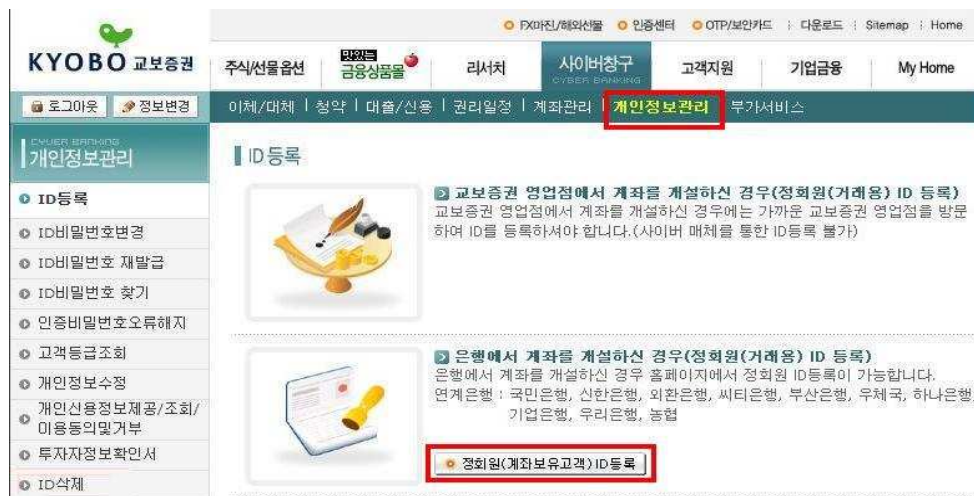 FX마진/해외선물 인증센터 OTP/보안카드 다운로드 Sitemap Home
KYOBO 교보증권
주식/선물옵션 맛있는 금융상품몰 리서치 사이버창구 고객지원 기업금융 My Home
CYBER BANKING
로그아웃 정보변경
이체/대체 청약 대출/신용 권리일정 계좌관리 개인정보관리 부가서비스
CYBER BANKING
개인정보관리
ID등록
ID비밀번호변경
ID비밀번호 재발급
ID비밀번호 찾기
인증비밀번호오류해지
고객등급조회
개인정보수정
개인신용정보제공/조회/
이용동의및거부
투자자정보확인서
ID삭제
ID등록
교보증권 영업점에서 계좌를 개설하신 경우(정회원(거래용) ID 등록)
교보증권 영업점에서 계좌를 개설하신 경우에는 가까운 교보증권 영업점을 방문
하여 ID를 등록하셔야 합니다.(사이버 매체를 통한 ID등록 불가)
은행에서 계좌를 개설하신 경우(정회원(거래용) ID 등록)
은행에서 계좌를 개설하신 경우 홈페이지에서 정회원 ID등록이 가능합니다.
연계은행 : 국민은행, 신한은행, 외환은행, 씨티은행, 부산은행, 우체국, 하나은행
기업은행, 우리은행, 농협
정회원(계좌보유고객)ID등록